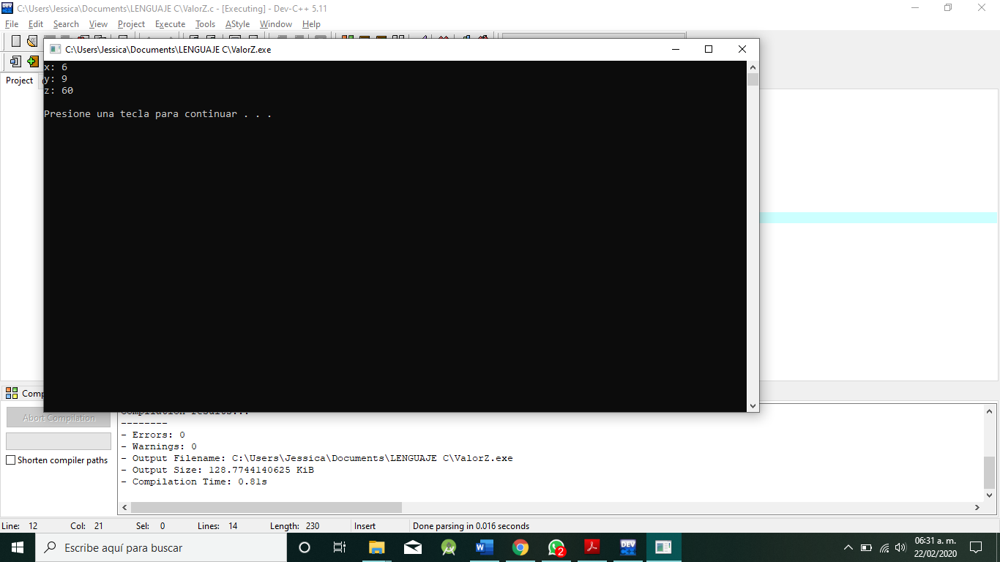 C:\Users\Jessica\Documents\LENGUAJE C\ValorZ.c - [Executing] - Dev-C++ 5.11
File Edit Search View Project Execute Tools AStyle Window Help
C:\Users\Jessica\Documents\LENGUAJE C\ValorZ.exe
Project
x: 6
y: 9
z: 60
Presione una tecla para continuar . . .
Abort Compilation
Shorten compiler paths
Compilation results...
--------
- Errors: 0
- Warnings: 0
- Output Filename: C:\Users\Jessica\Documents\LENGUAJE C\ValorZ.exe
- Output Size: 128.7744140625 KiB
- Compilation Time: 0.81s
Line: 12 Col: 21 Sel: 0 Lines: 14 Length: 230 Insert Done parsing in 0.016 seconds
Escribe aquí para buscar
2
06:31 a. m.
22/02/2020